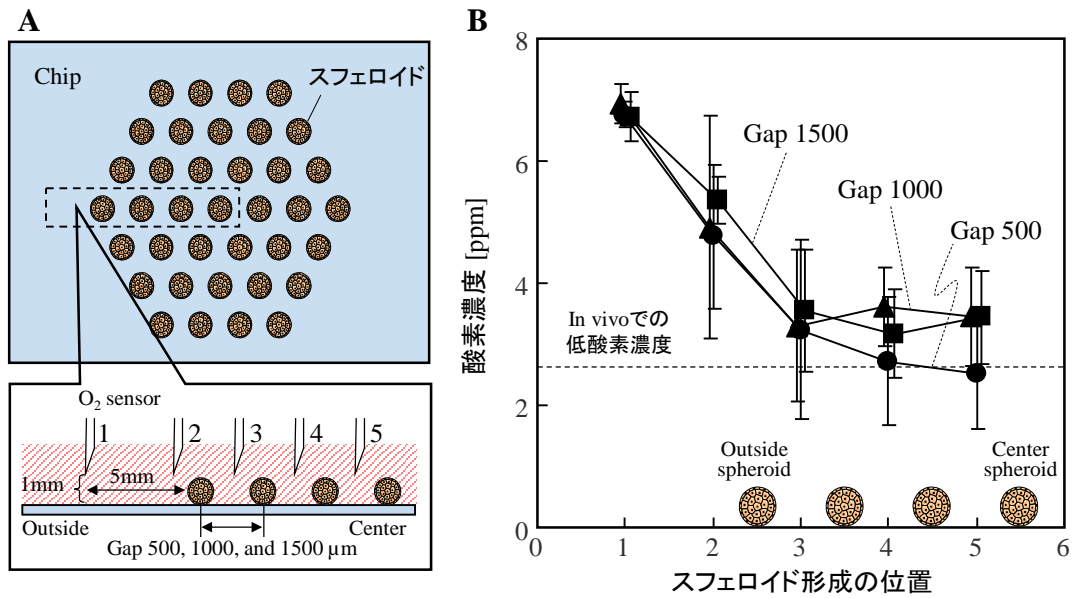 A
Chip
スフェロイド
O2 sensor
1
2
3
4
5
1mm
5mm
Outside
Center
Gap 500, 1000, and 1500 μm
B
酸素濃度 [ppm]
8
6
4
2
0
Gap 1500
Gap 1000
Gap 500
In vivoでの
低酸素濃度
Outside
spheroid
Center
spheroid
0
1
2
3
4
5
6
スフェロイド形成の位置